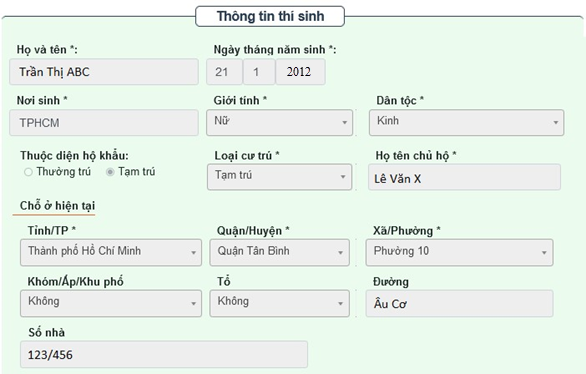 Thông tin thí sinh
Họ và tên *: Ngày tháng năm sinh *:
Trần Thị ABC 21 1 2012
Nơi sinh * Giới tính * Dân tộc *
TPHCM Nữ Kinh
Thuộc diện hộ khẩu: Loại cư trú * Họ tên chủ hộ *
Thường trú Tạm trú Tạm trú Lê Văn X
Chỗ ở hiện tại
Tỉnh/TP * Quận/Huyện * Xã/Phường *
Thành phố Hồ Chí Minh Quận Tân Bình Phường 10
Khóm/Ấp/Khu phố Tổ Đường
Không Không Âu Cơ
Số nhà
123/456